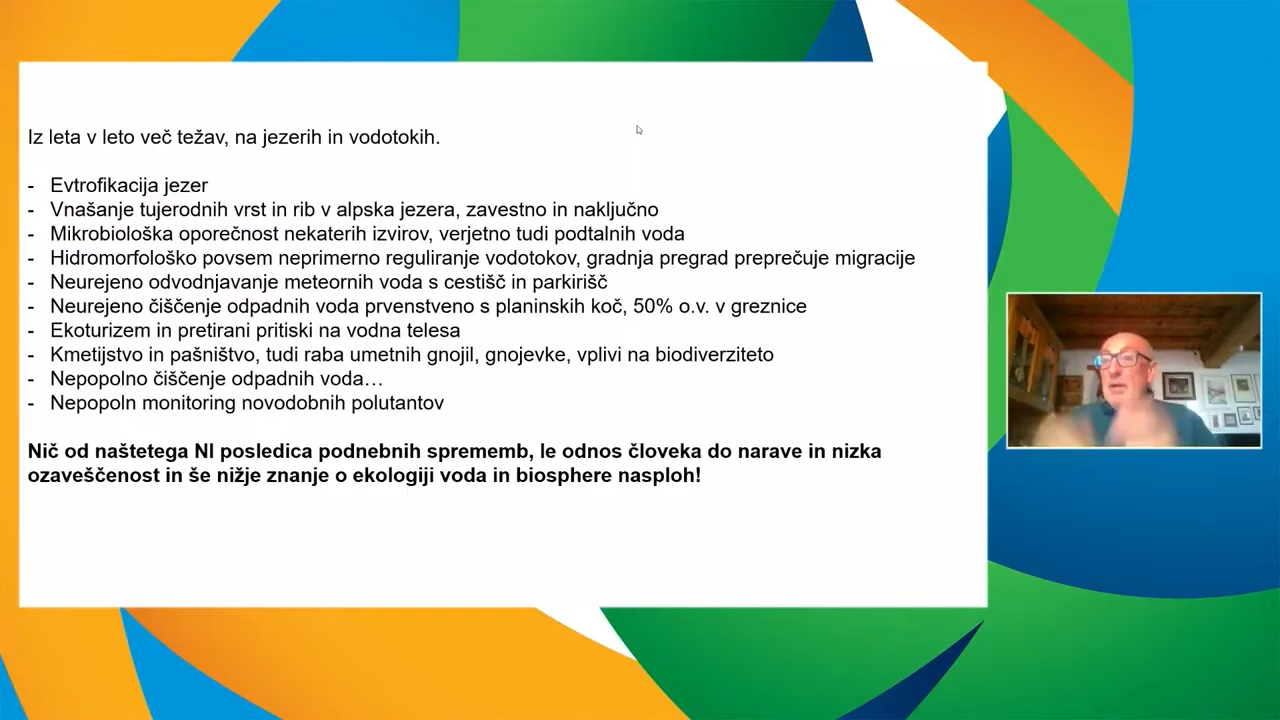 Iz leta v leto več težav, na jezerih in vodotokih.
- Evtrofikacija jezer
- Vnašanje tujerodnih vrst in rib v alpska jezera, zavestno in naključno
- Mikrobiološka oporečnost nekaterih izvirov, verjetno tudi podtalnih voda
- Hidromorfološko povsem neprimerno reguliranje vodotokov, gradnja pregrad preprečuje migracije
- Neurejeno odvodnjavanje meteornih voda s cestišč in parkirišč
- Neurejeno čiščenje odpadnih voda prvenstveno s planinskih koč, 50% o.v. v greznice
- Ekoturizem in pretirani pritiski na vodna telesa
- Kmetijstvo in pašništvo, tudi raba umetnih gnojil, gnojevke, vplivi na biodiverziteto
- Nepopolno čiščenje odpadnih voda…
- Nepopoln monitoring novodobnih polutantov
Nič od naštetega NI posledica podnebnih sprememb, le odnos človeka do narave in nizka
ozaveščenost in še nižje znanje o ekologiji voda in biosphere nasploh!